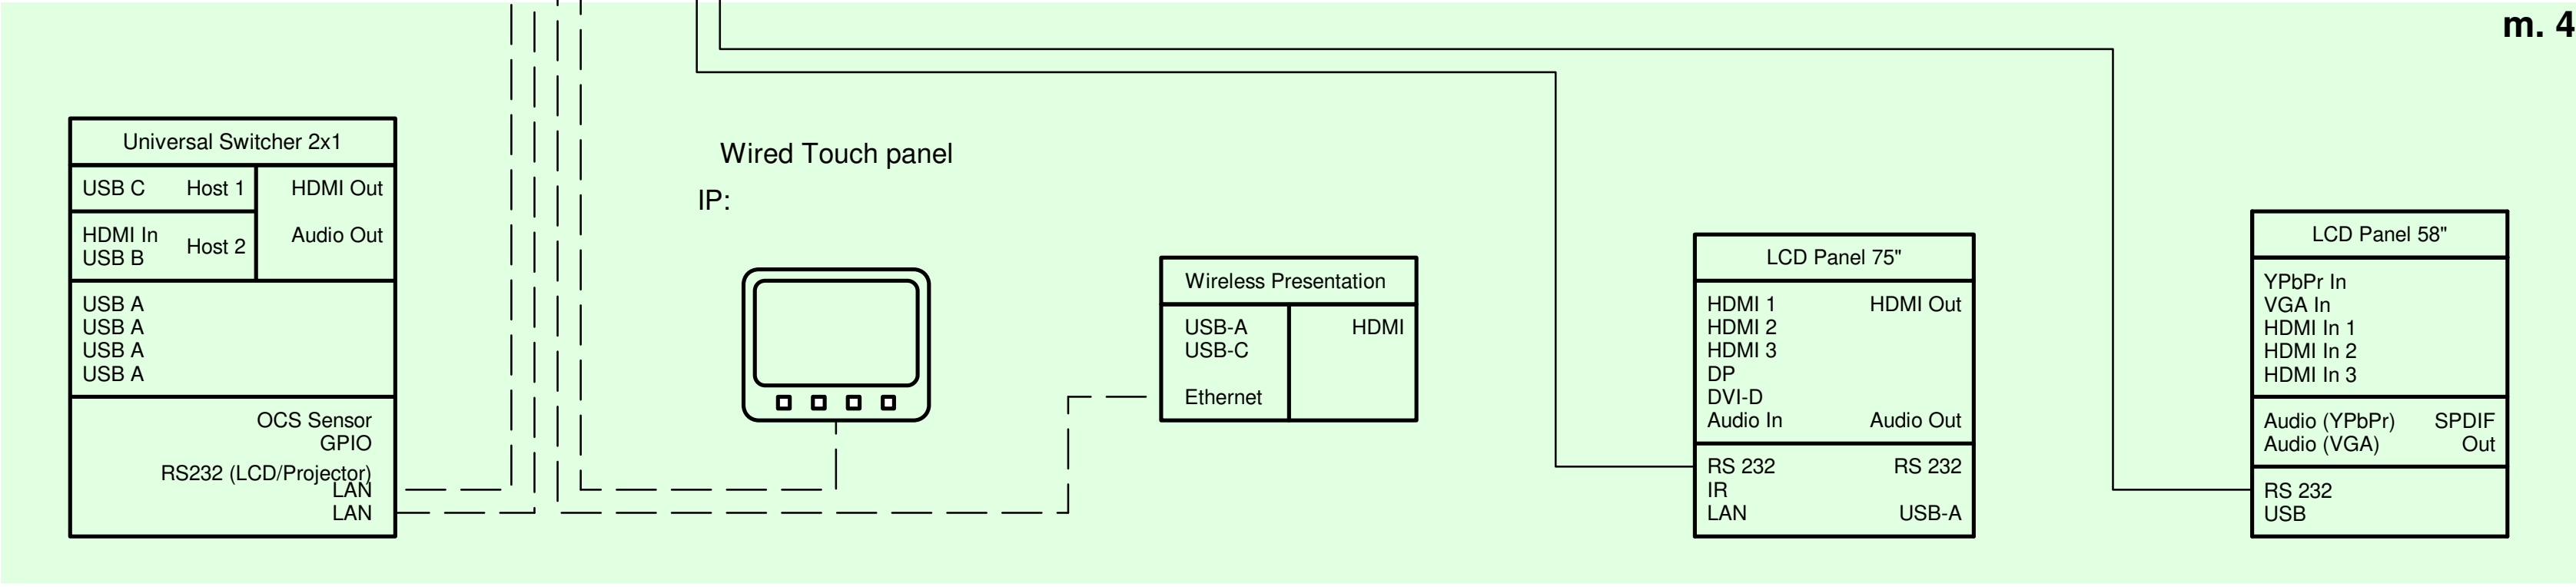 m. 4
Universal Switcher 2x1
USB C Host 1 HDMI Out
HDMI In Host 2 Audio Out
USB B
USB A
USB A
USB A
USB A
OCS Sensor
GPIO
RS232 (LCD/Projector)
LAN
LAN
Wired Touch panel
IP:
Wireless Presentation
USB-A HDMI
USB-C
Ethernet
LCD Panel 75"
HDMI 1 HDMI Out
HDMI 2
HDMI 3
DP
DVI-D
Audio In Audio Out
RS 232 RS 232
IR
LAN USB-A
LCD Panel 58"
YPbPr In
VGA In
HDMI In 1
HDMI In 2
HDMI In 3
Audio (YPbPr) SPDIF
Audio (VGA) Out
RS 232
USB